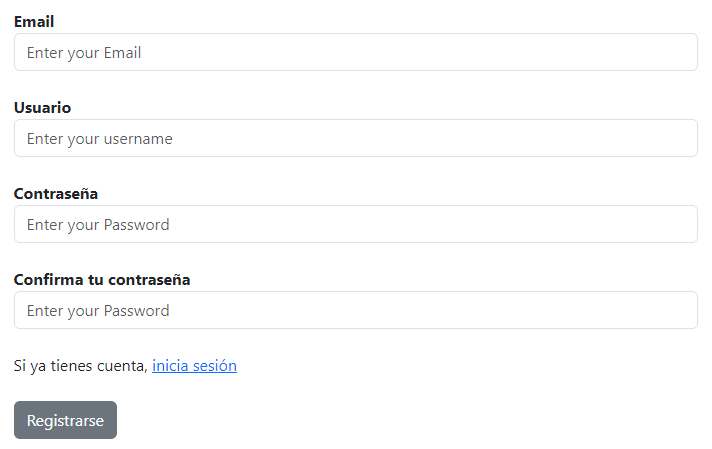 Email
Enter your Email
Usuario
Enter your username
Contraseña
Enter your Password
Confirma tu contraseña
Enter your Password
Si ya tienes cuenta, inicia sesión
Registrarse